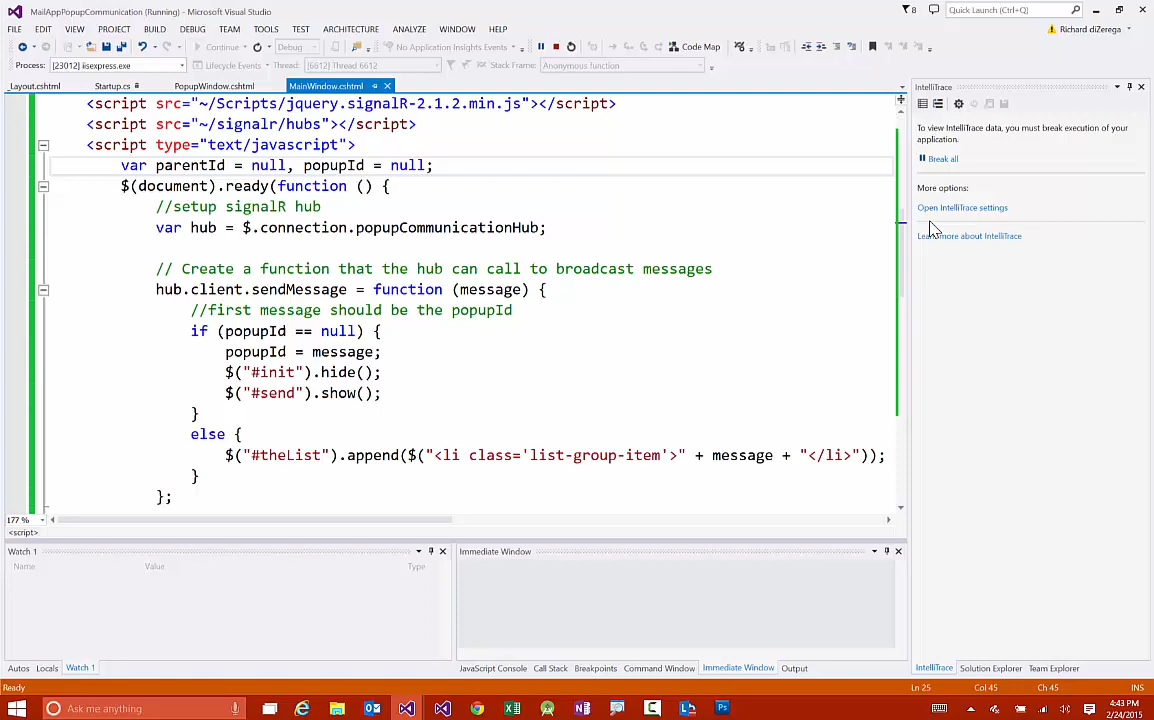 MailAppPopupCommunication (Running) - Microsoft Visual Studio
8
Quick Launch (Ctrl+Q)
FILE EDIT VIEW PROJECT BUILD DEBUG TEAM TOOLS TEST ARCHITECTURE ANALYZE WINDOW HELP
Richard diZerega
Continue Debug No Application Insights Events Code Map
Process: [23012] iisexpress.exe Lifecycle Events Thread: [6612] Thread 6612 Stack Frame: Anonymous function
_Layout.cshtml Startup.cs PopupWindow.cshtml MainWindow.cshtml
<script src="~/Scripts/jquery.signalR-2.1.2.min.js"></script>
<script src="~/signalr/hubs"></script>
<script type="text/javascript">
var parentId = null, popupId = null;
$(document).ready(function () {
//setup signalR hub
var hub = $.connection.popupCommunicationHub;
// Create a function that the hub can call to broadcast messages
hub.client.sendMessage = function (message) {
//first message should be the popupId
if (popupId == null) {
popupId = message;
$("#init").hide();
$("#send").show();
}
else {
$("#theList").append($("<li class='list-group-item'>" + message + "</li>"));
}
};
177 %
<script>
IntelliTrace
To view IntelliTrace data, you must break execution of your
application.
Break all
More options:
Open IntelliTrace settings
Learn more about IntelliTrace
Watch 1
Name Value Type
Immediate Window
Autos Locals Watch 1
JavaScript Console Call Stack Breakpoints Command Window Immediate Window Output
IntelliTrace Solution Explorer Team Explorer
Ready
Ln 25 Col 45 Ch 45 INS
Ask me anything
4:43 PM
2/24/2015